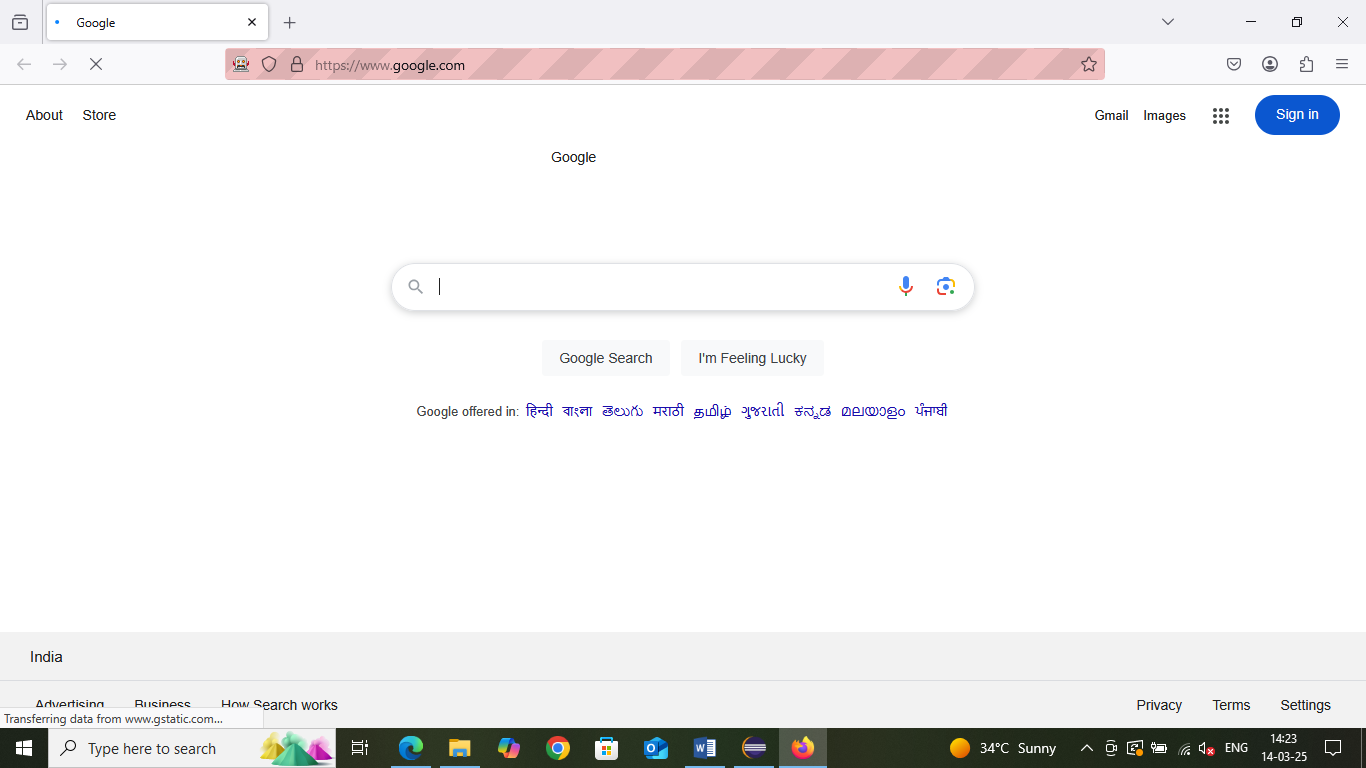 Google
https://www.google.com
About Store
Gmail Images Sign in
Google
Google Search I'm Feeling Lucky
Google offered in: हिन्दी বাংলা తెలుగు मराठी தமிழ் ગુજરાતી ಕನ್ನಡ മലയാളം ਪੰਜਾਬੀ
India
Advertising Business How Search works
Privacy Terms Settings
Transferring data from www.gstatic.com...
Type here to search
34°C Sunny
ENG
14:23
14-03-25